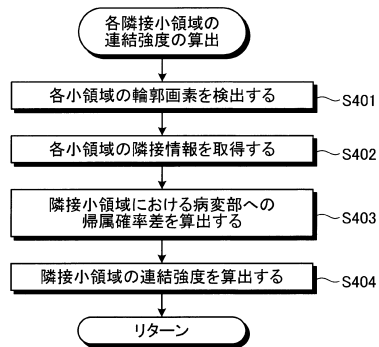 各隣接小領域の
連結強度の算出
各小領域の輪郭画素を検出する
S401
各小領域の隣接情報を取得する
S402
隣接小領域における病変部への
帰属確率差を算出する
S403
隣接小領域の連結強度を算出する
S404
リターン